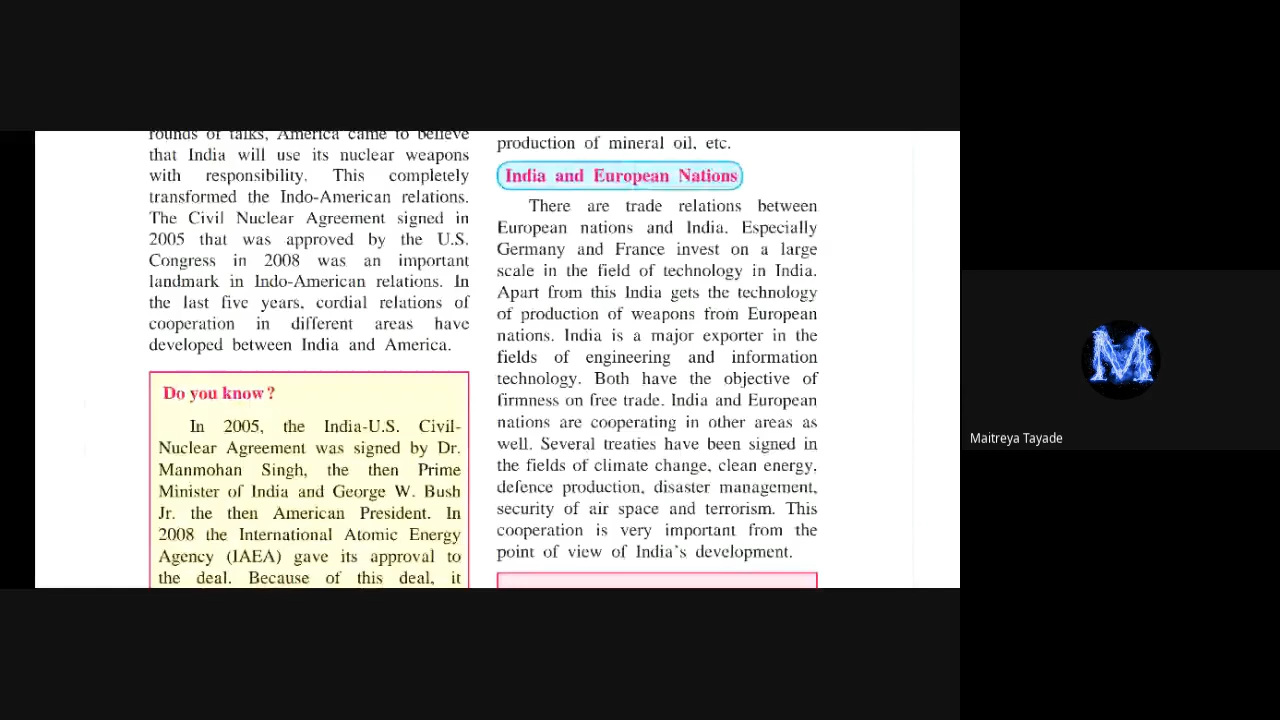 rounds of talks, America came to believe
that India will use its nuclear weapons
with responsibility. This completely
transformed the Indo-American relations.
The Civil Nuclear Agreement signed in
2005 that was approved by the U.S.
Congress in 2008 was an important
landmark in Indo-American relations. In
the last five years, cordial relations of
cooperation in different areas have
developed between India and America.
Do you know?
In 2005, the India-U.S. Civil-
Nuclear Agreement was signed by Dr.
Manmohan Singh, the then Prime
Minister of India and George W. Bush
Jr. the then American President. In
2008 the International Atomic Energy
Agency (IAEA) gave its approval to
the deal. Because of this deal, it
production of mineral oil, etc.
India and European Nations
There are trade relations between
European nations and India. Especially
Germany and France invest on a large
scale in the field of technology in India.
Apart from this India gets the technology
of production of weapons from European
nations. India is a major exporter in the
fields of engineering and information
technology. Both have the objective of
firmness on free trade. India and European
nations are cooperating in other areas as
well. Several treaties have been signed in
the fields of climate change, clean energy,
defence production, disaster management,
security of air space and terrorism. This
cooperation is very important from the
point of view of India's development.
M
Maitreya Tayade